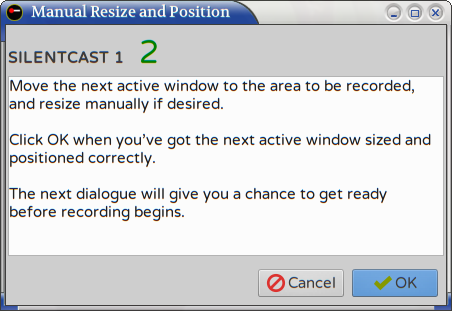 Manual Resize and Position
SILENTCAST 1 2
Move the next active window to the area to be recorded,
and resize manually if desired.
Click OK when you've got the next active window sized and
positioned correctly.
The next dialogue will give you a chance to get ready
before recording begins.
Cancel OK